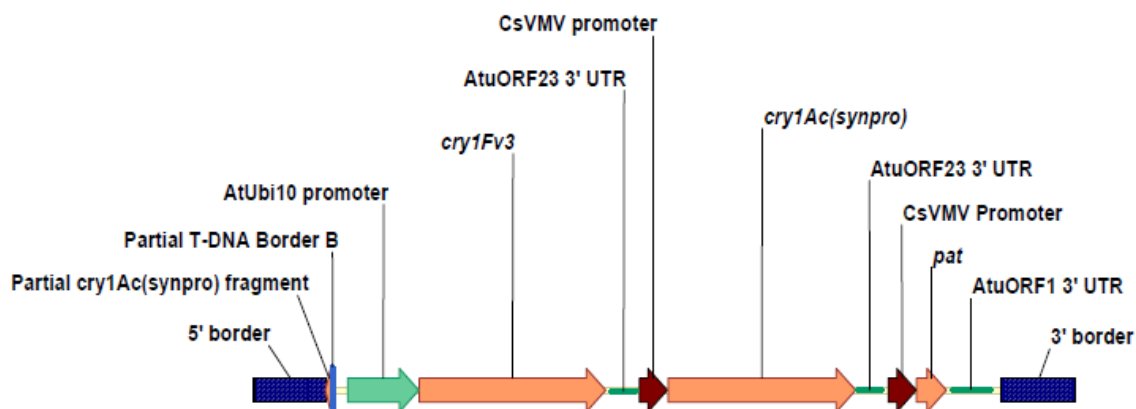 CsVMV promoter
AtuORF23 3' UTR
cry1Ac(synpro)
cry1Fv3
AtuORF23 3' UTR
AtUbi10 promoter
CsVMV Promoter
Partial T-DNA Border B
pat
Partial cry1Ac(synpro) fragment
AtuORF1 3' UTR
5' border
3' border